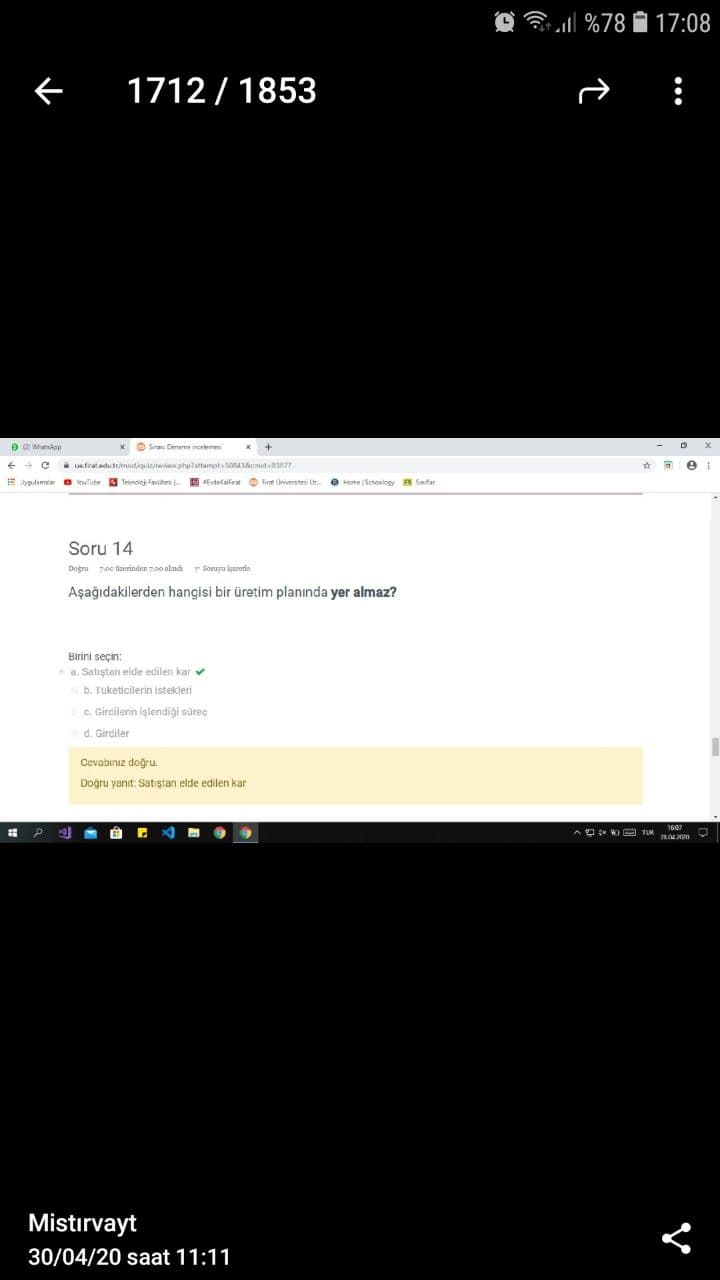 %78 17:08
1712 / 1853
(2) WhatsApp
Sınav: Deneme incelemesi
ue.firat.edu.tr/mod/quiz/review.php?attempt=50843&cmid=83877
Uygulamalar YouTube Teknoloji Fakültesi (... #EvdeKalFırat Fırat Üniversitesi Uz... Home | Schoology Sınıflar
Soru 14
Doğru 7,00 üzerinden 7,00 alındı Soruyu işaretle
Aşağıdakilerden hangisi bir üretim planında yer almaz?
Birini seçin:
a. Satıştan elde edilen kar
b. Tüketicilerin istekleri
c. Girdilerin işlendiği süreç
d. Girdiler
Cevabınız doğru.
Doğru yanıt: Satıştan elde edilen kar
TUR
16:07
28.04.2020
Mistırvayt
30/04/20 saat 11:11